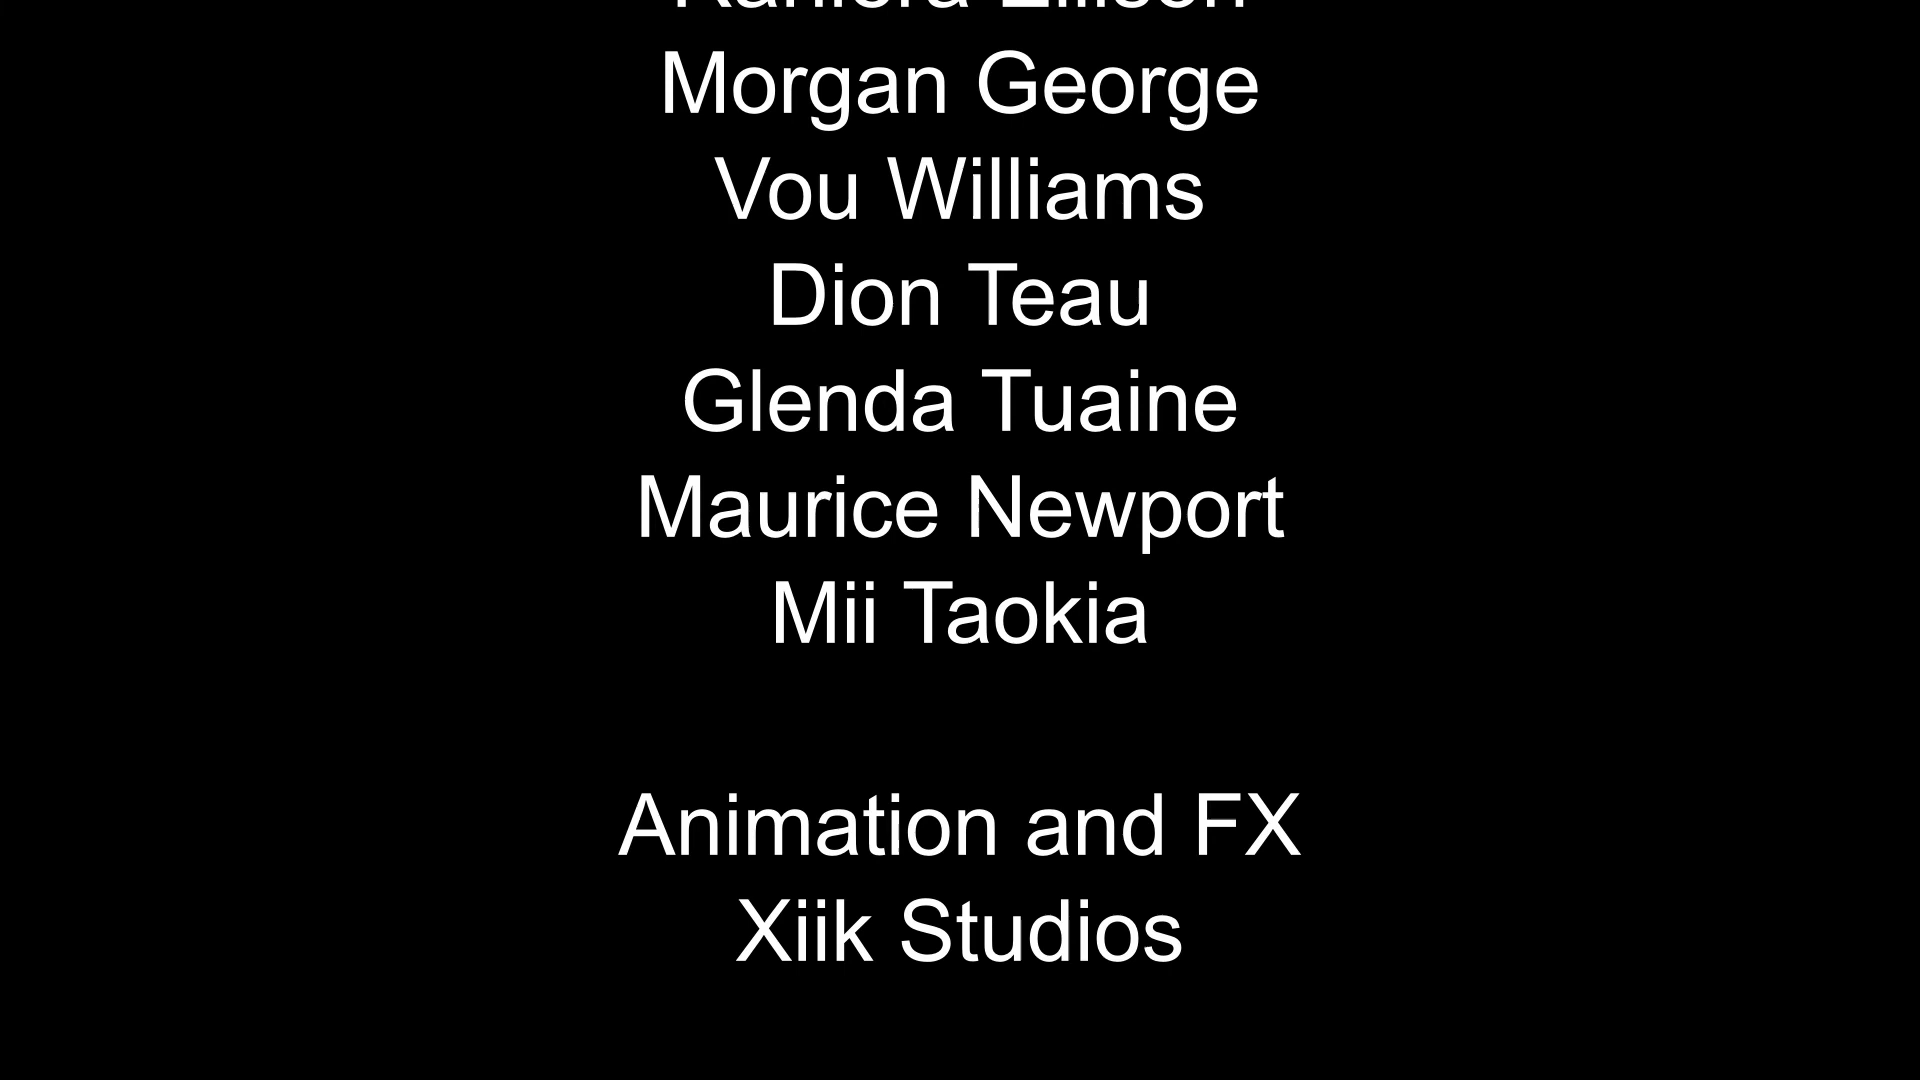 Morgan George
Vou Williams
Dion Teau
Glenda Tuaine
Maurice Newport
Mii Taokia
Animation and FX
Xiik Studios